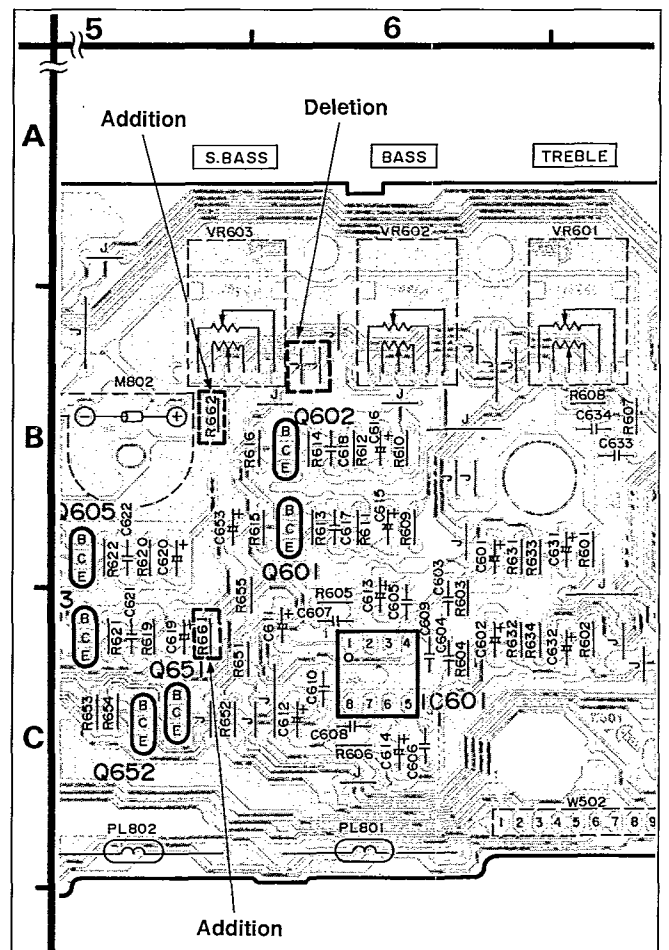 5 6
A
Addition
Deletion
S.BASS BASS TREBLE
VR603 VR602 VR601
J
J J J J J J J
M802
R662
J J
R608
C634 R607
B
Q602
C616
R616 B C E R614 C618 R612 R610
J
C633
J J
Q605 C622
C653 R615 B C E R613 C617 R611 C615 R609
B C E R622 R620 C620
J C601 R631 R633 C631 R601
Q601
R655 R605 C613 C605 C603 R603
J
C621 C607
B C E R621 R619 C619 R661
C611 C609 C604 R604 C602 R632 R634 C632 R602 J
1 2 3 4
R651
Q651
C610
8 7 6 5
IC601
R653 R654 B C E B C E J R652 J C612
C608
R606 C614 C606
C
Q652
J
W502
1 2 3 4 5 6 7 8 9
PL802 PL801
Addition